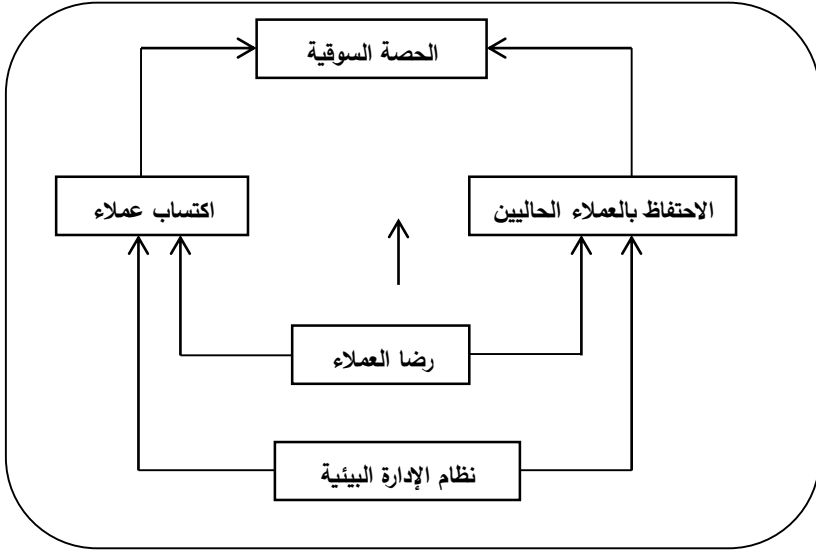 الحصة السوقية
الاحتفاظ بالعملاء الحاليين
اكتساب عملاء
رضا العملاء
نظام الإدارة البيئية